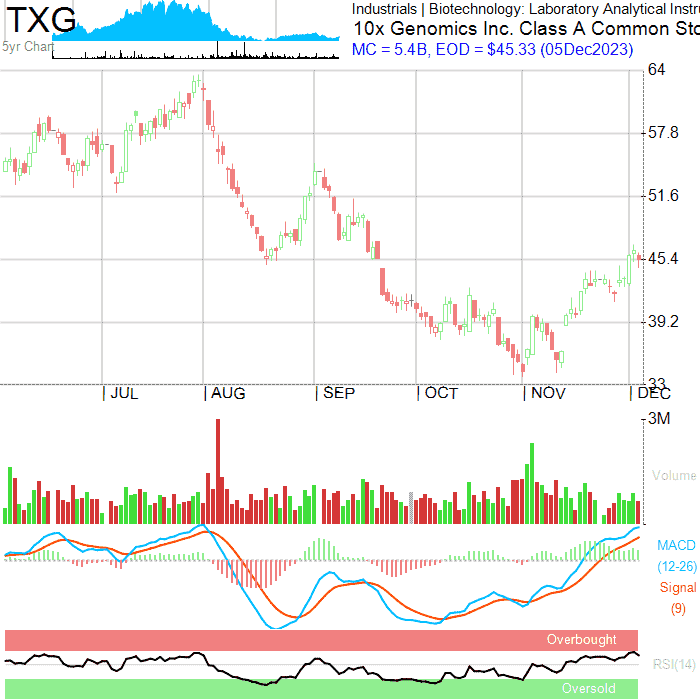 TXG
5yr Chart
Industrials | Biotechnology: Laboratory Analytical Instru
10x Genomics Inc. Class A Common Sto
MC = 5.4B, EOD = $45.33 (05Dec2023)
64
57.8
51.6
45.4
39.2
33
| JUL | AUG | SEP | OCT | NOV | DEC
3M
Volume
MACD
(12-26)
Signal
(9)
Overbought
RSI(14)
Oversold